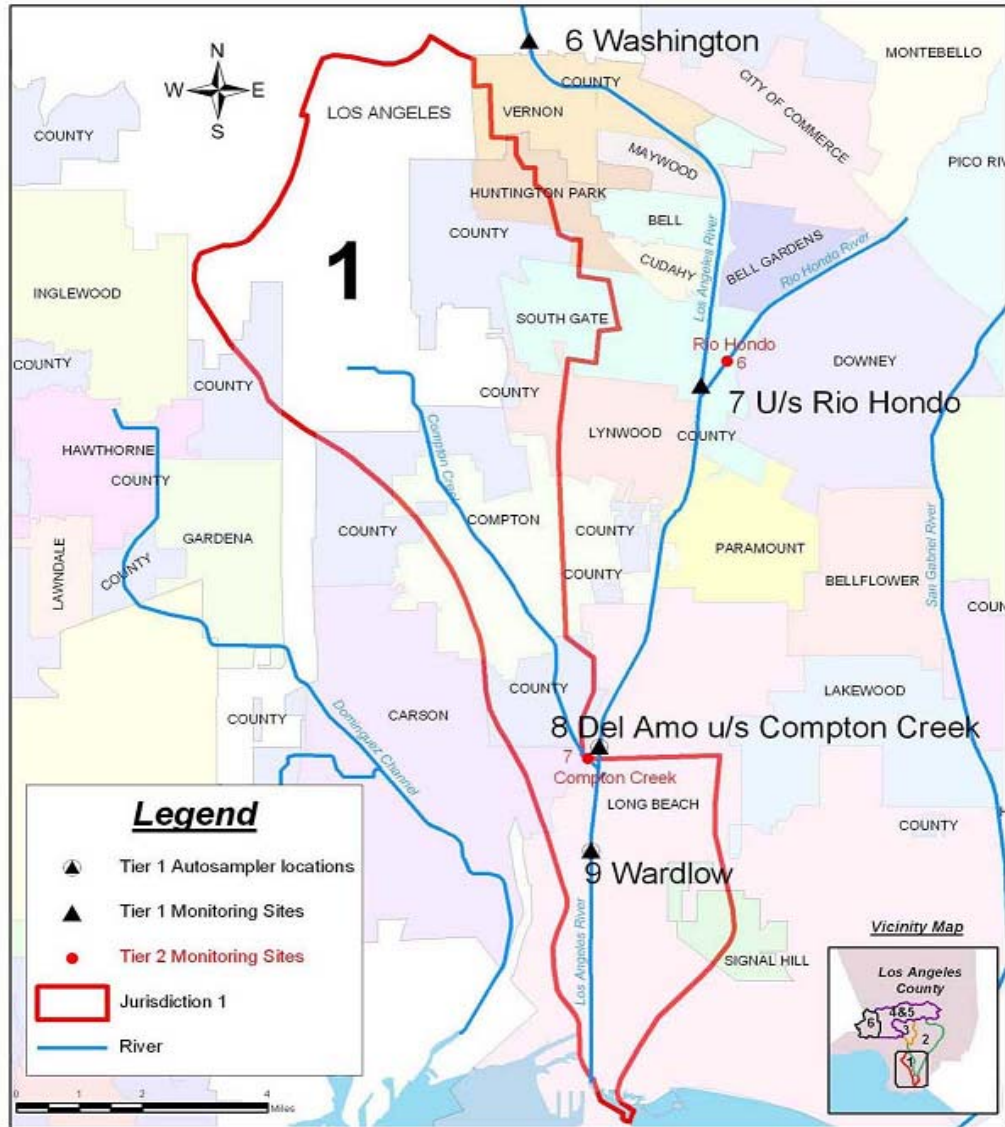 6 Washington
MONTEBELLO
N
W E
S
COUNTY
CITY OF COMMERCE
LOS ANGELES
VERNON
COUNTY
MAYWOOD
PICO RIV
HUNTINGTON PARK
BELL
COUNTY
CUDAHY
BELL GARDENS
Los Angeles River
Rio Hondo River
1
INGLEWOOD
SOUTH GATE
Rio Hondo
6
DOWNEY
COUNTY
COUNTY
COUNTY
7 U/s Rio Hondo
LYNWOOD
COUNTY
HAWTHORNE
COUNTY
Compton Creek
COMPTON
GARDENA
COUNTY
COUNTY
PARAMOUNT
LAWNDALE
COUNTY
COUNTY
BELLFLOWER
San Gabriel River
COUN
COUNTY
LAKEWOOD
COUNTY
CARSON
Dominguez Channel
8 Del Amo u/s Compton Creek
7
Compton Creek
LONG BEACH
COUNTY
9 Wardlow
Los Angeles River
SIGNAL HILL
Legend
Tier 1 Autosampler locations
Tier 1 Monitoring Sites
Tier 2 Monitoring Sites
Jurisdiction 1
River
0 1 2 4
Miles
Vicinity Map
Los Angeles
County
4&5
6
3
2
1